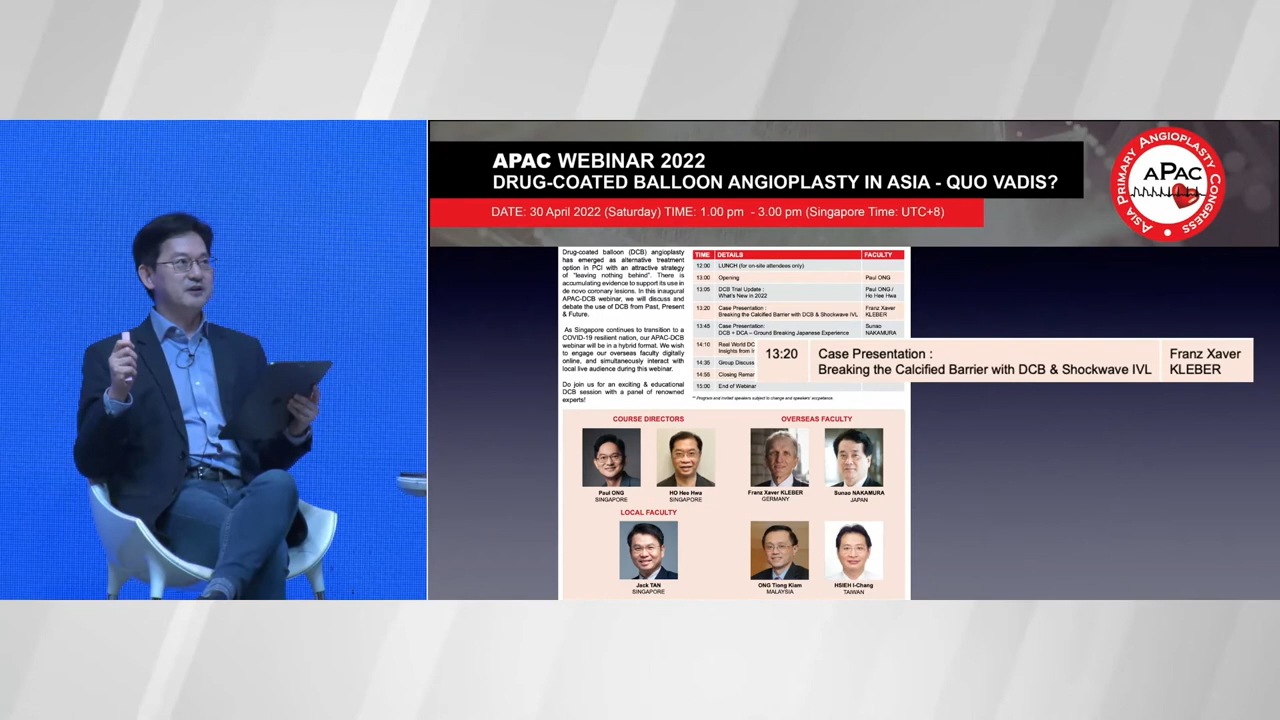 APAC WEBINAR 2022
DRUG-COATED BALLOON ANGIOPLASTY IN ASIA - QUO VADIS?
DATE: 30 April 2022 (Saturday) TIME: 1.00 pm - 3.00 pm (Singapore Time: UTC+8)
ASIA PRIMARY ANGIOPLASTY CONGRESS
aPAC
Drug-coated balloon (DCB) angioplasty
has emerged as alternative treatment
option in PCI with an attractive strategy
of "leaving nothing behind". There is
accumulating evidence to support its use in
de novo coronary lesions. In this inaugural
APAC-DCB webinar, we will discuss and
debate the use of DCB from Past, Present
& Future.
As Singapore continues to transition to a
COVID-19 resilient nation, our APAC-DCB
webinar will be in a hybrid format. We wish
to engage our overseas faculty digitally
online, and simultaneously interact with
local live audience during this webinar.
Do join us for an exciting & educational
DCB session with a panel of renowned
experts!
TIME DETAILS FACULTY
12:00 LUNCH (for on-site attendees only)
13:00 Opening Paul ONG
13:05 DCB Trial Update : Paul ONG /
What's New in 2022 Ho Hee Hwa
13:20 Case Presentation : Franz Xaver
Breaking the Calcified Barrier with DCB & Shockwave IVL KLEBER
13:45 Case Presentation: Sunao
DCB + DCA – Ground Breaking Japanese Experience NAKAMURA
14:10 Real World DC
Insights from Ir
14:35 Group Discuss
14:55 Closing Remar
15:00 End of Webinar
** Program and invited speakers subject to change and speakers' acceptance.
13:20 Case Presentation : Franz Xaver
Breaking the Calcified Barrier with DCB & Shockwave IVL KLEBER
COURSE DIRECTORS
Paul ONG
SINGAPORE
HO Hee Hwa
SINGAPORE
OVERSEAS FACULTY
Franz Xaver KLEBER
GERMANY
Sunao NAKAMURA
JAPAN
LOCAL FACULTY
Jack TAN
SINGAPORE
ONG Tiong Kiam
MALAYSIA
HSIEH I-Chang
TAIWAN